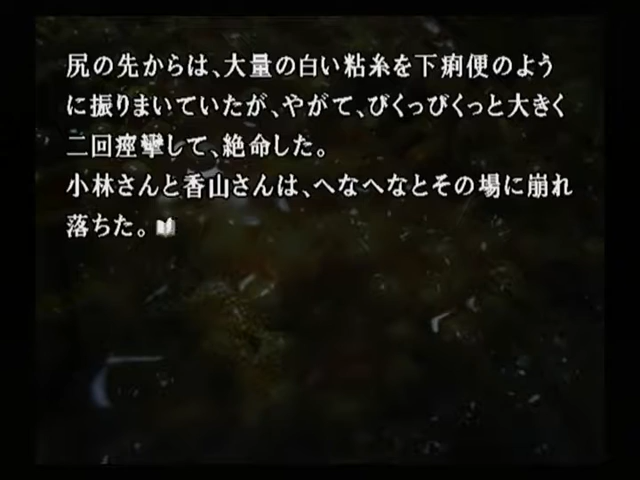 尻の先からは、大量の白い粘糸を下痢便のよう
に振りまいていたが、やがて、びくっびくっと大きく
二回痙攣して、絶命した。
小林さんと香山さんは、へなへなとその場に崩れ
落ちた。